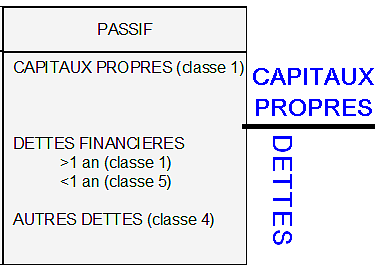 PASSIF
CAPITAUX PROPRES (classe 1)
CAPITAUX
PROPRES
DETTES FINANCIERES
>1 an (classe 1)
<1 an (classe 5)
AUTRES DETTES (classe 4)
DETTES